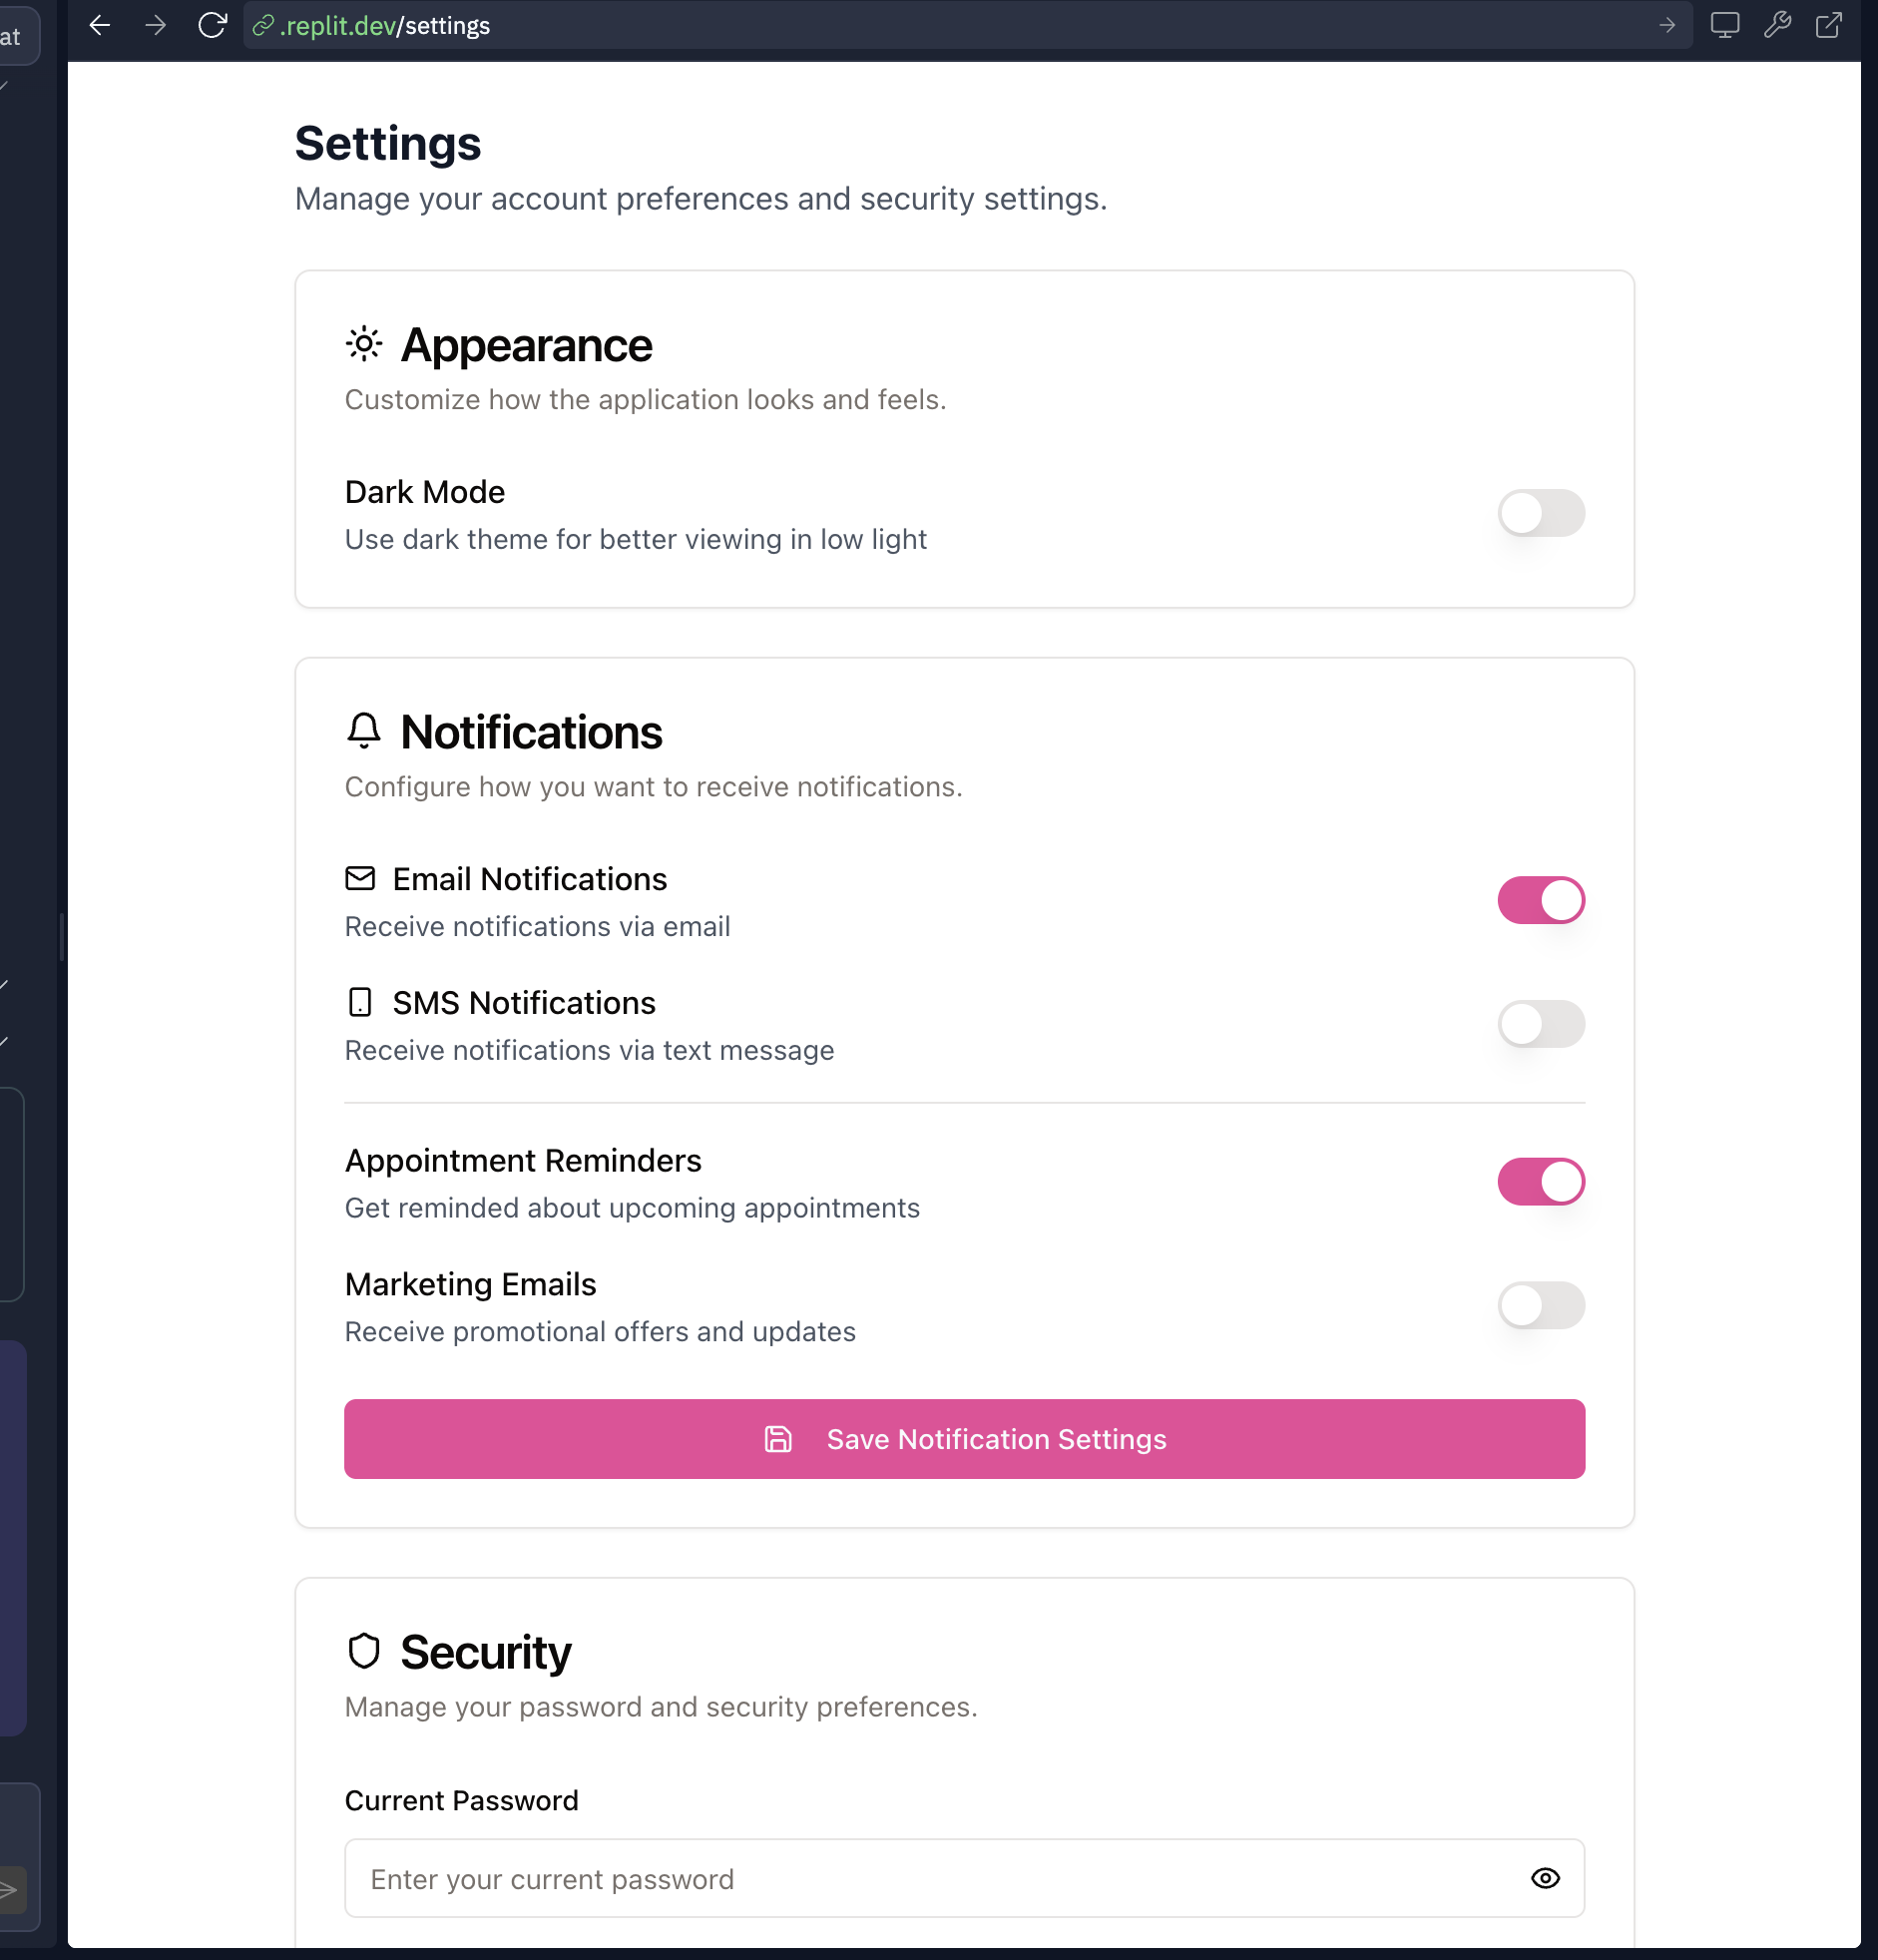 at
.replit.dev/settings
Settings
Manage your account preferences and security settings.
Appearance
Customize how the application looks and feels.
Dark Mode
Use dark theme for better viewing in low light
Notifications
Configure how you want to receive notifications.
Email Notifications
Receive notifications via email
SMS Notifications
Receive notifications via text message
Appointment Reminders
Get reminded about upcoming appointments
Marketing Emails
Receive promotional offers and updates
Save Notification Settings
Security
Manage your password and security preferences.
Current Password
Enter your current password